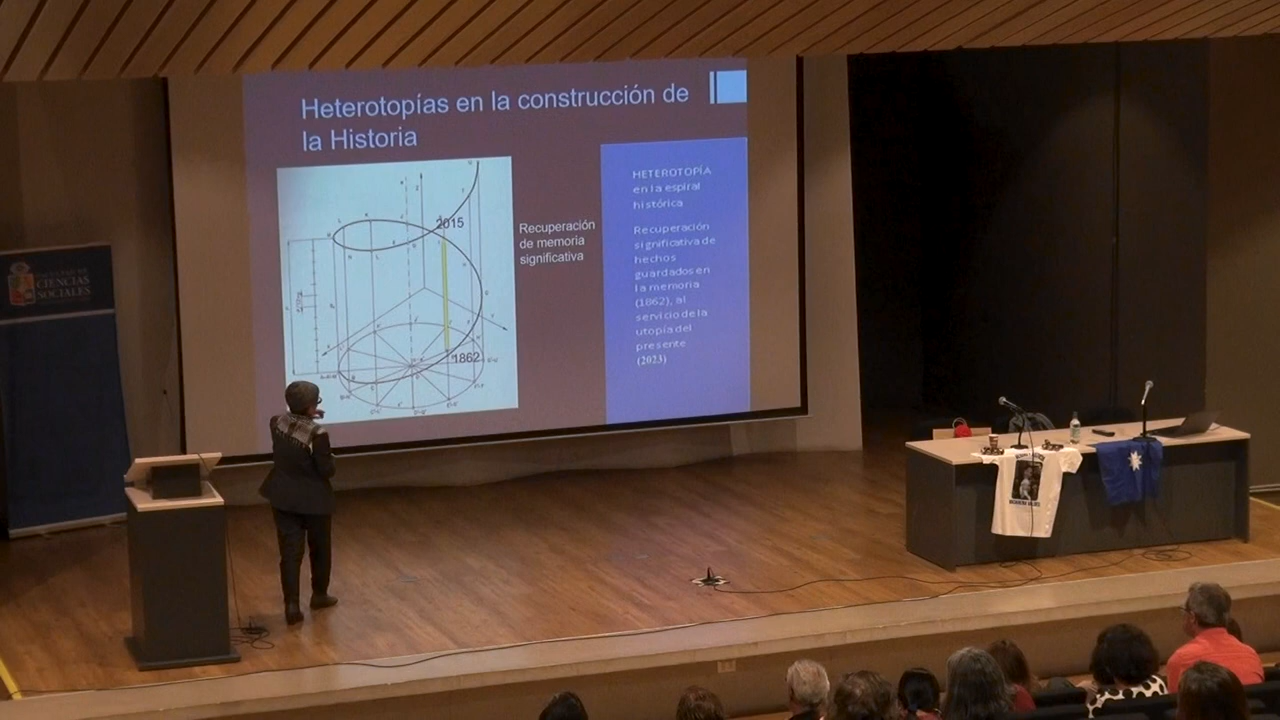 Heterotopías en la construcción de
la Historia
2015
1862
Recuperación
de memoria
significativa
HETEROTOPÍA
en la espiral
histórica
Recuperación
significativa de
hechos
guardados en
la memoria
(1862), al
servicio de la
utopía del
presente
(2023)
CIENCIAS
SOCIALES